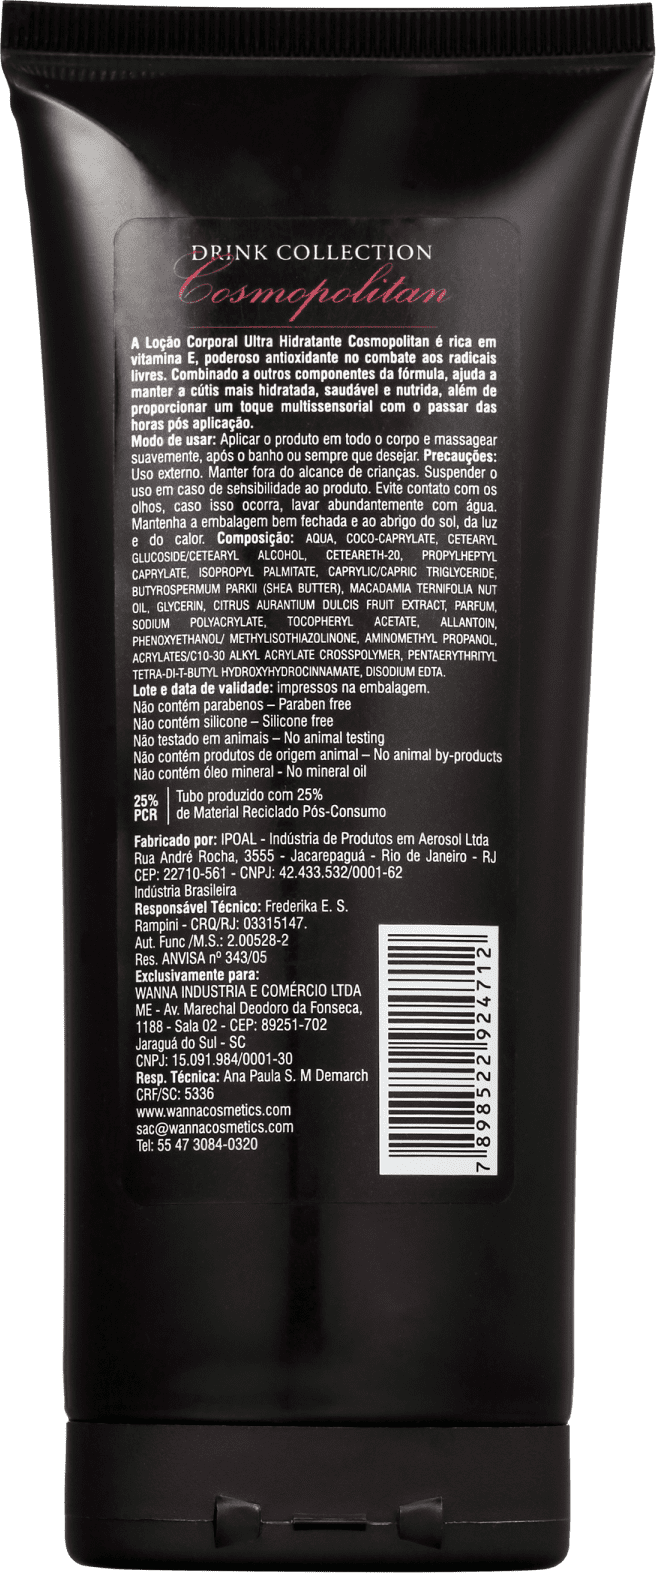 DRINK COLLECTION
Cosmopolitan
A Loção Corporal Ultra Hidratante Cosmopolitan é rica em
vitamina E, poderoso antioxidante no combate aos radicais
livres. Combinado a outros componentes da fórmula, ajuda a
manter a cútis mais hidratada, saudável e nutrida, além de
proporcionar um toque multissensorial com o passar das
horas pós aplicação.
Modo de usar: Aplicar o produto em todo o corpo e massagear
suavemente, após o banho ou sempre que desejar. Precauções:
Uso externo. Manter fora do alcance de crianças. Suspender o
uso em caso de sensibilidade ao produto. Evite contato com os
olhos, caso isso ocorra, lavar abundantemente com água.
Mantenha a embalagem bem fechada e ao abrigo do sol, da luz
e do calor. Composição: AQUA, COCO-CAPRYLATE, CETEARYL
GLUCOSIDE/CETEARYL ALCOHOL, CETEARETH-20, PROPYLHEPTYL
CAPRYLATE, ISOPROPYL PALMITATE, CAPRYLIC/CAPRIC TRIGLYCERIDE,
BUTYROSPERMUM PARKII (SHEA BUTTER), MACADAMIA TERNIFOLIA NUT
OIL, GLYCERIN, CITRUS AURANTIUM DULCIS FRUIT EXTRACT, PARFUM,
SODIUM POLYACRYLATE, TOCOPHERYL ACETATE, ALLANTOIN,
PHENOXYETHANOL/ METHYLISOTHIAZOLINONE, AMINOMETHYL PROPANOL,
ACRYLATES/C10-30 ALKYL ACRYLATE CROSSPOLYMER, PENTAERYTHRITYL
TETRA-DI-T-BUTYL HYDROXYHYDROCINNAMATE, DISODIUM EDTA.
Lote e data de validade: impressos na embalagem.
Não contém parabenos – Paraben free
Não contém silicone – Silicone free
Não testado em animais – No animal testing
Não contém produtos de origem animal – No animal by-products
Não contém óleo mineral - No mineral oil
25% Tubo produzido com 25%
PCR de Material Reciclado Pós-Consumo
Fabricado por: IPOAL - Indústria de Produtos em Aerosol Ltda
Rua André Rocha, 3555 - Jacarepaguá - Rio de Janeiro - RJ
CEP: 22710-561 - CNPJ: 42.433.532/0001-62
Indústria Brasileira
Responsável Técnico: Frederika E. S.
Rampini - CRQ/RJ: 03315147.
Aut. Func /M.S.: 2.00528-2
Res. ANVISA nº 343/05
Exclusivamente para:
WANNA INDUSTRIA E COMÉRCIO LTDA
ME - Av. Marechal Deodoro da Fonseca,
1188 - Sala 02 - CEP: 89251-702
Jaraguá do Sul - SC
CNPJ: 15.091.984/0001-30
Resp. Técnica: Ana Paula S. M Demarch
CRF/SC: 5336
www.wannacosmetics.com
sac@wannacosmetics.com
Tel: 55 47 3084-0320
7 898522 924712